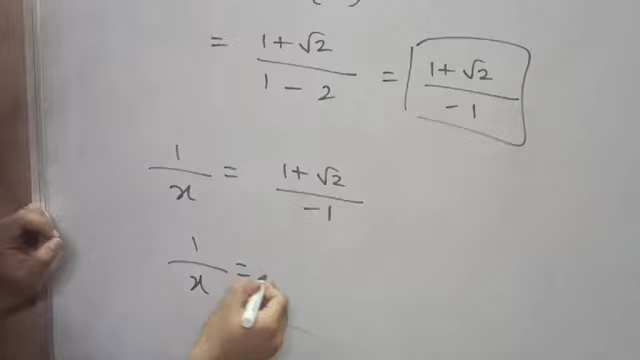 = (1 + √2)/(1 - 2) = (1 + √2)/(-1)
1/x = (1 + √2)/(-1)
1/x =